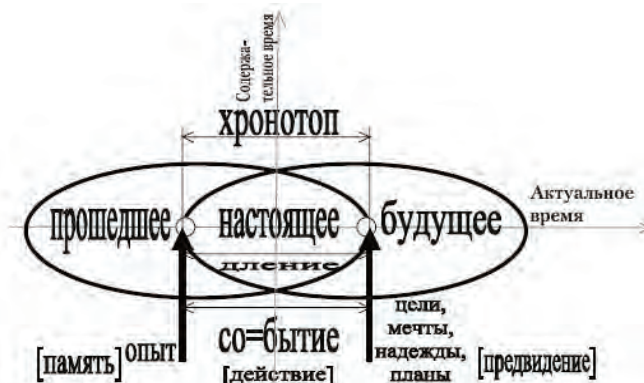 Содержа-
тельное время
хронотоп
Актуальное
время
прошедшее
настоящее
будущее
дление
цели,
мечты,
надежды,
планы
со=бытие
[память]
опыт
[действие]
[предвидение]